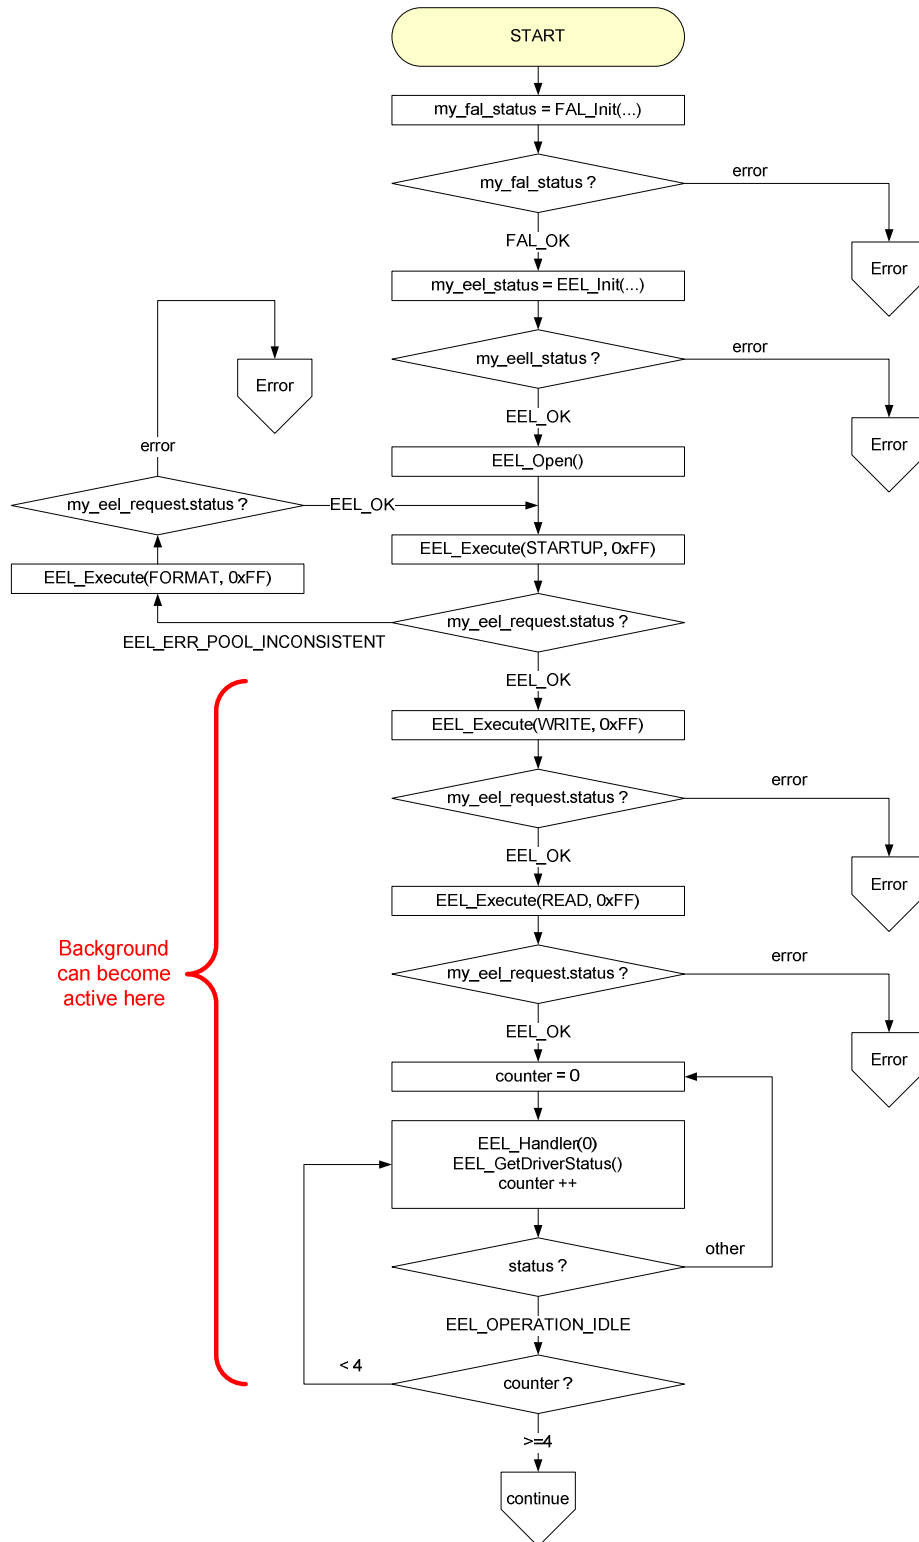 START
my_fal_status = FAL_Init(...)
my_fal_status ?
error
FAL_OK
Error
my_eel_status = EEL_Init(...)
my_eell_status ?
error
Error
EEL_OK
Error
EEL_Open()
error
my_eel_request.status ?
EEL_OK
EEL_Execute(STARTUP, 0xFF)
EEL_Execute(FORMAT, 0xFF)
my_eel_request.status ?
EEL_ERR_POOL_INCONSISTENT
EEL_OK
EEL_Execute(WRITE, 0xFF)
my_eel_request.status ?
error
EEL_OK
Error
EEL_Execute(READ, 0xFF)
Background
can become
active here
my_eel_request.status ?
error
EEL_OK
Error
counter = 0
EEL_Handler(0)
EEL_GetDriverStatus()
counter ++
status ?
other
EEL_OPERATION_IDLE
< 4
counter ?
>=4
continue